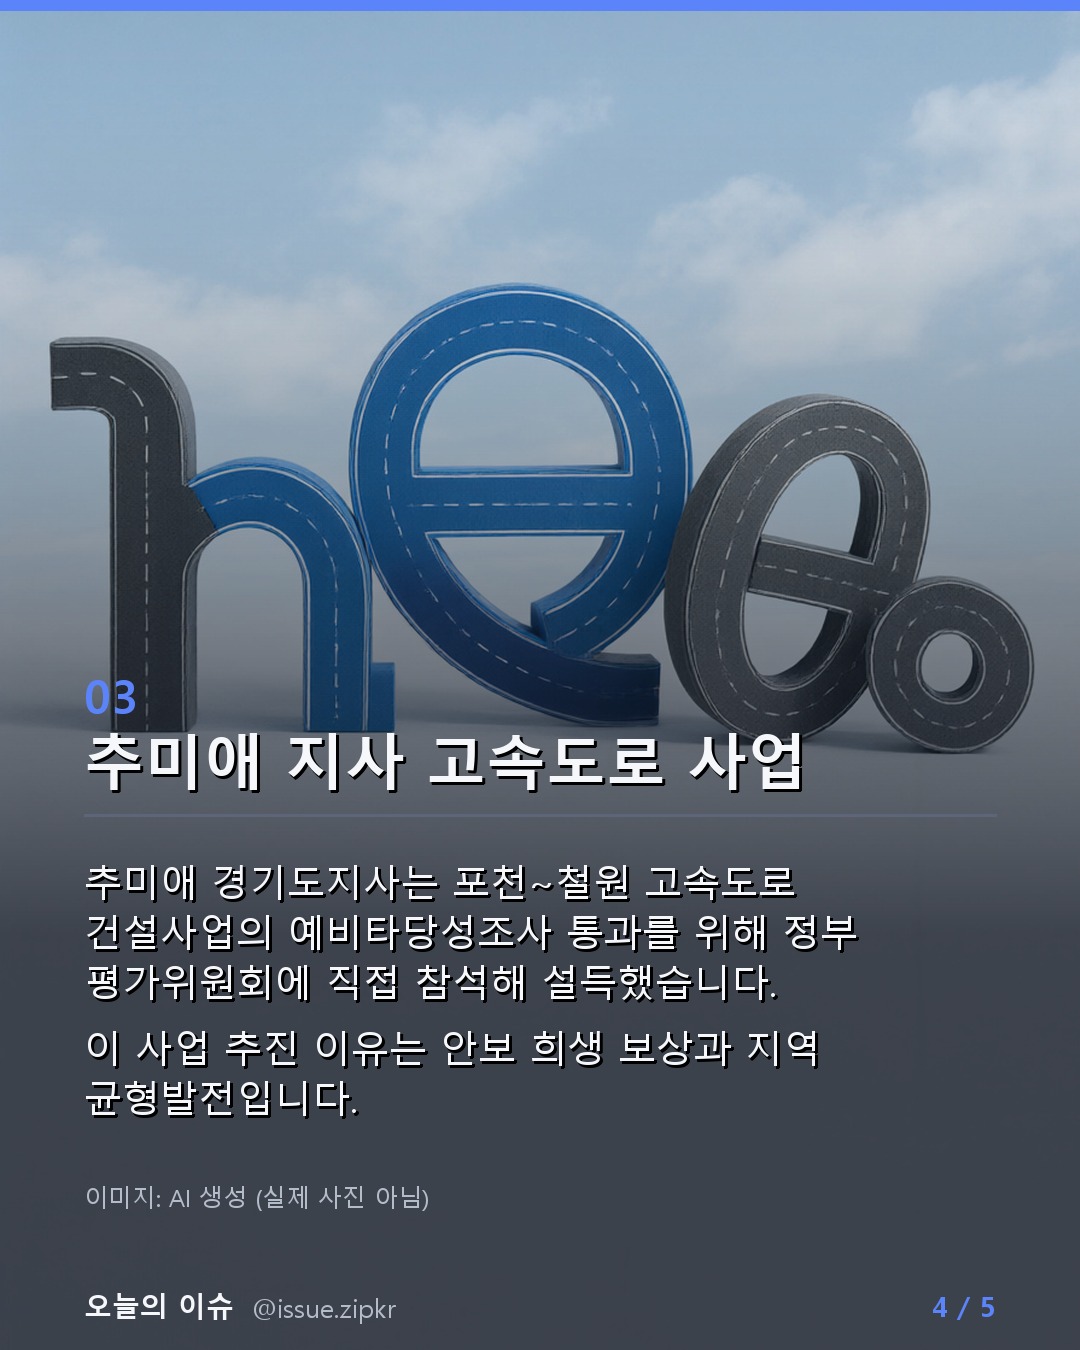 heeo
03
추미애 지사 고속도로 사업
추미애 경기도지사는 포천~철원 고속도로
건설사업의 예비타당성조사 통과를 위해 정부
평가위원회에 직접 참석해 설득했습니다.
이 사업 추진 이유는 안보 희생 보상과 지역
균형발전입니다.
이미지: AI 생성 (실제 사진 아님)
오늘의 이슈 @issue.zipkr
4 / 5